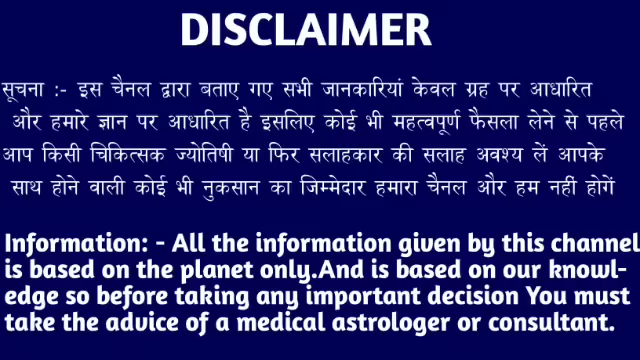 DISCLAIMER
सूचना :- इस चैनल द्वारा बताए गए सभी जानकारियां केवल ग्रह पर आधारित
और हमारे ज्ञान पर आधारित है इसलिए कोई भी महत्वपूर्ण फैसला लेने से पहले
आप किसी चिकित्सक ज्योतिषी या फिर सलाहकार की सलाह अवश्य लें आपके
साथ होने वाली कोई भी नुकसान का जिम्मेदार हमारा चैनल और हम नहीं होगें
Information: - All the information given by this channel
is based on the planet only.And is based on our knowl-
edge so before taking any important decision You must
take the advice of a medical astrologer or consultant.